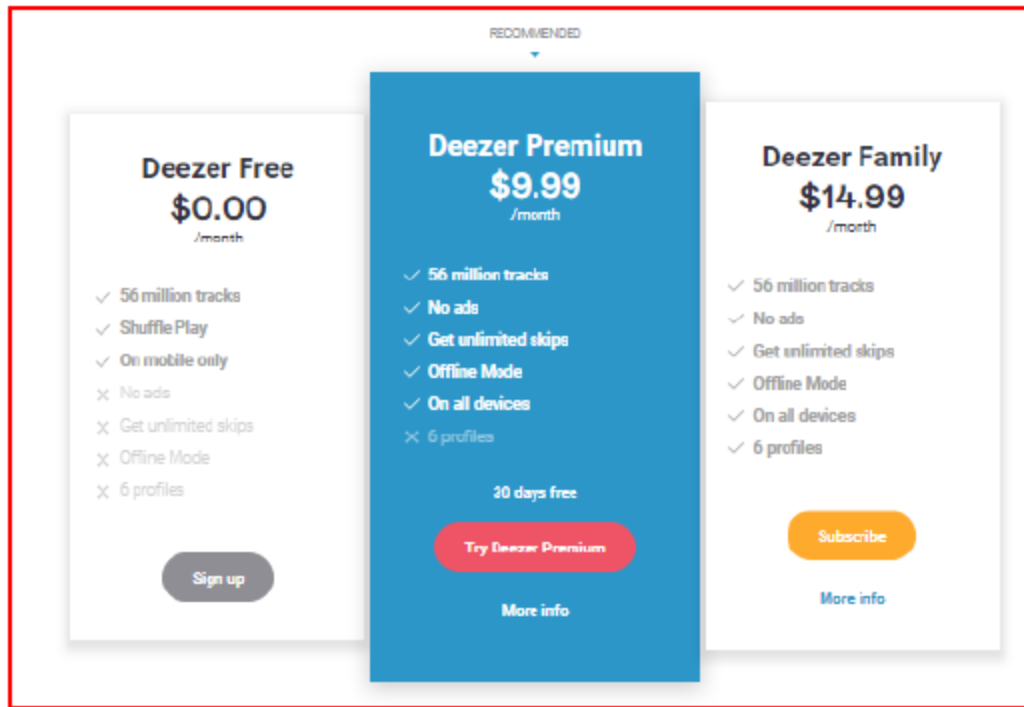 RECOMMENDED
Deezer Free
$0.00
/month
56 million tracks
Shuffle Play
On mobile only
No ads
Get unlimited skips
Offline Mode
6 profiles
Sign up
Deezer Premium
$9.99
/month
56 million tracks
No ads
Get unlimited skips
Offline Mode
On all devices
6 profiles
30 days free
Try Deezer Premium
More info
Deezer Family
$14.99
/month
56 million tracks
No ads
Get unlimited skips
Offline Mode
On all devices
6 profiles
Subscribe
More info